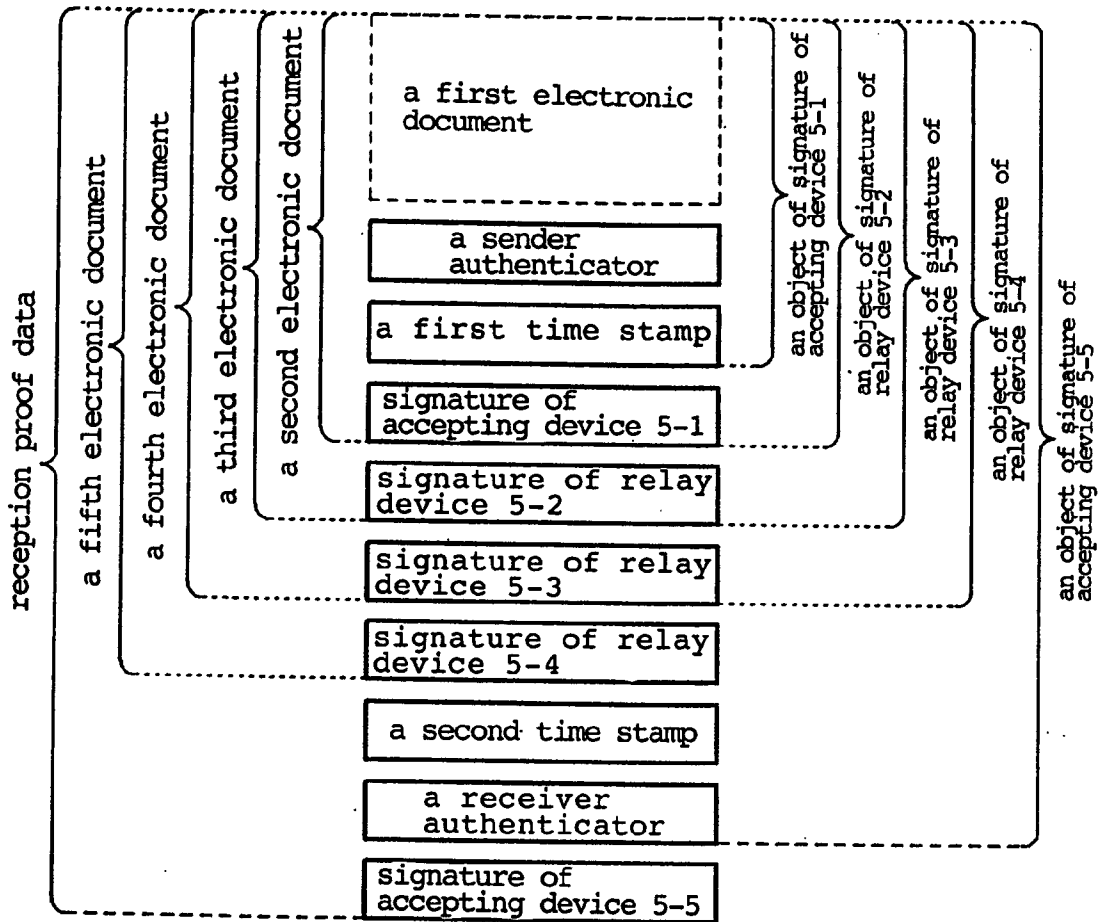 reception proof data
a fifth electronic document
a fourth electronic document
a third electronic document
a second electronic document
a first electronic
document
a sender
authenticator
a first time stamp
signature of
accepting device 5-1
signature of relay
device 5-2
signature of relay
device 5-3
signature of relay
device 5-4
a second time stamp
a receiver
authenticator
signature of
accepting device 5-5
an object of signature of
accepting device 5-1
an object of signature of
relay device 5-2
an object of signature of
relay device 5-3
an object of signature of
relay device 5-4
an object of signature of
accepting device 5-5